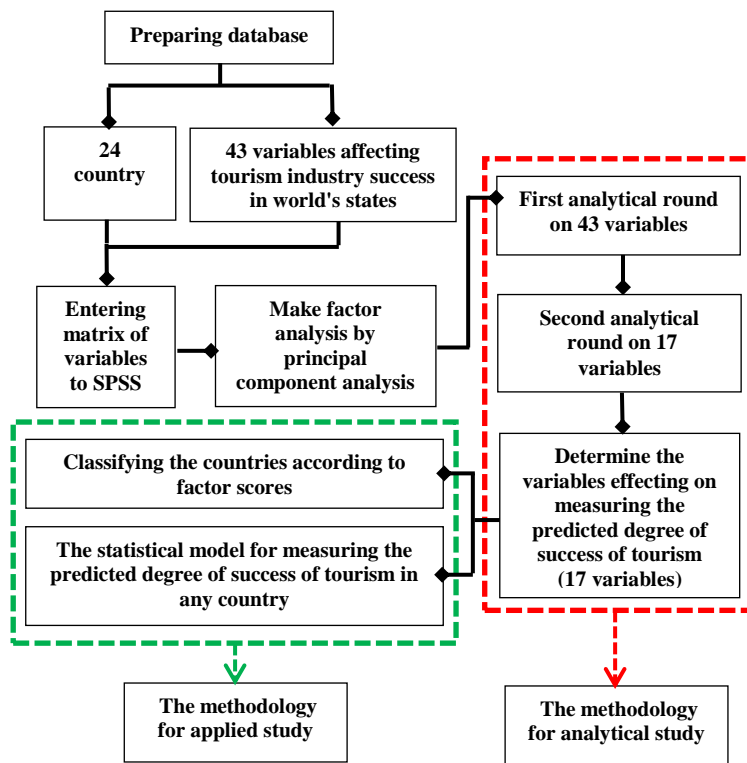 Preparing database
24
country
43 variables affecting
tourism industry success
in world's states
First analytical round
on 43 variables
Entering
matrix of
variables
to SPSS
Make factor
analysis by
principal
component analysis
Second analytical
round on 17
variables
Classifying the countries according to
factor scores
Determine the
variables effecting on
measuring the
predicted degree of
success of tourism
(17 variables)
The statistical model for measuring the
predicted degree of success of tourism in
any country
The methodology
for applied study
The methodology
for analytical study